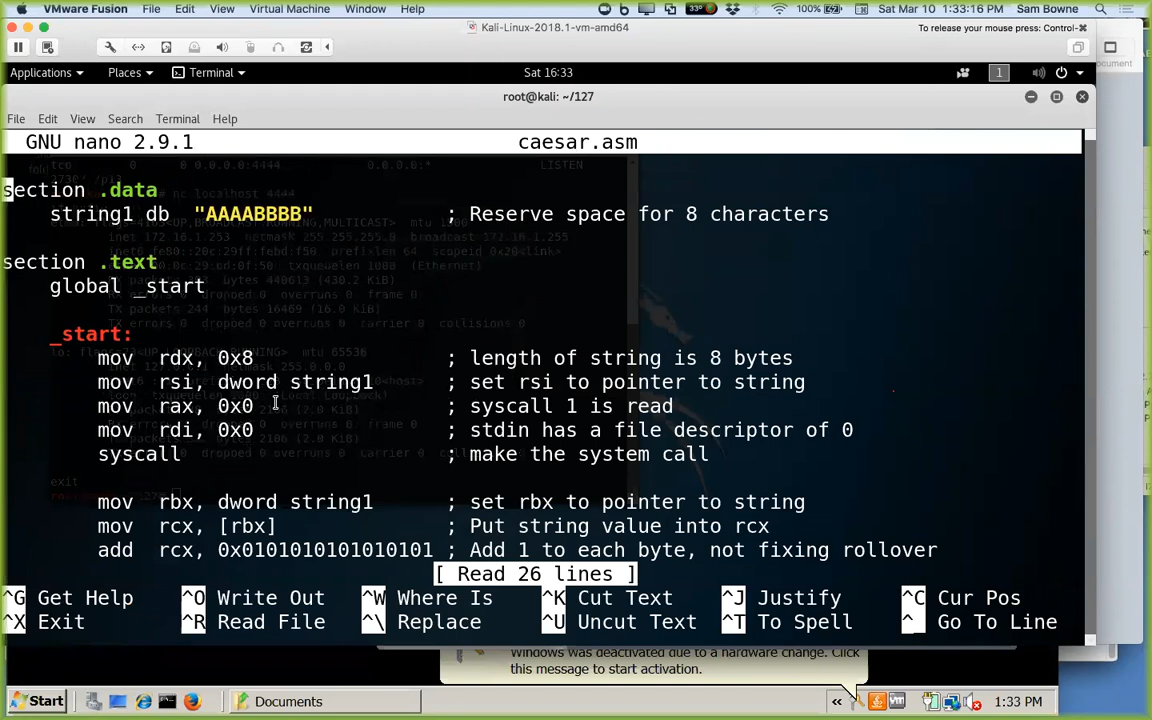 VMware Fusion File Edit View Virtual Machine Window Help 33° 100% Sat Mar 10 1:33:16 PM Sam Bowne
Kali-Linux-2018.1-vm-amd64 To release your mouse press: Control-⌘
Applications Places Terminal Sat 16:33 1
root@kali: ~/127
File Edit View Search Terminal Help
GNU nano 2.9.1 caesar.asm
section .data
string1 db "AAAABBBB" ; Reserve space for 8 characters
section .text
global _start
_start:
mov rdx, 0x8 ; length of string is 8 bytes
mov rsi, dword string1 ; set rsi to pointer to string
mov rax, 0x0 ; syscall 1 is read
mov rdi, 0x0 ; stdin has a file descriptor of 0
syscall ; make the system call
mov rbx, dword string1 ; set rbx to pointer to string
mov rcx, [rbx] ; Put string value into rcx
add rcx, 0x0101010101010101 ; Add 1 to each byte, not fixing rollover
[ Read 26 lines ]
^G Get Help ^O Write Out ^W Where Is ^K Cut Text ^J Justify ^C Cur Pos
^X Exit ^R Read File ^\ Replace ^U Uncut Text ^T To Spell ^_ Go To Line
Windows was deactivated due to a hardware change. Click
this message to start activation.
Start Documents « 1:33 PM